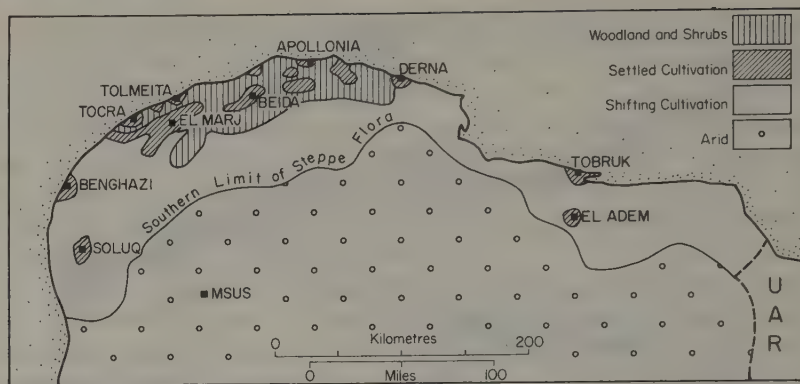 APOLLONIA
DERNA
TOLMEITA
TOCRA
BEIDA
EL MARJ
BENGHAZI
SOLUQ
MSUS
TOBRUK
EL ADEM
Southern Limit of Steppe Flora
Woodland and Shrubs
Settled Cultivation
Shifting Cultivation
Arid
UAR
Kilometres
0 200
0 100
Miles